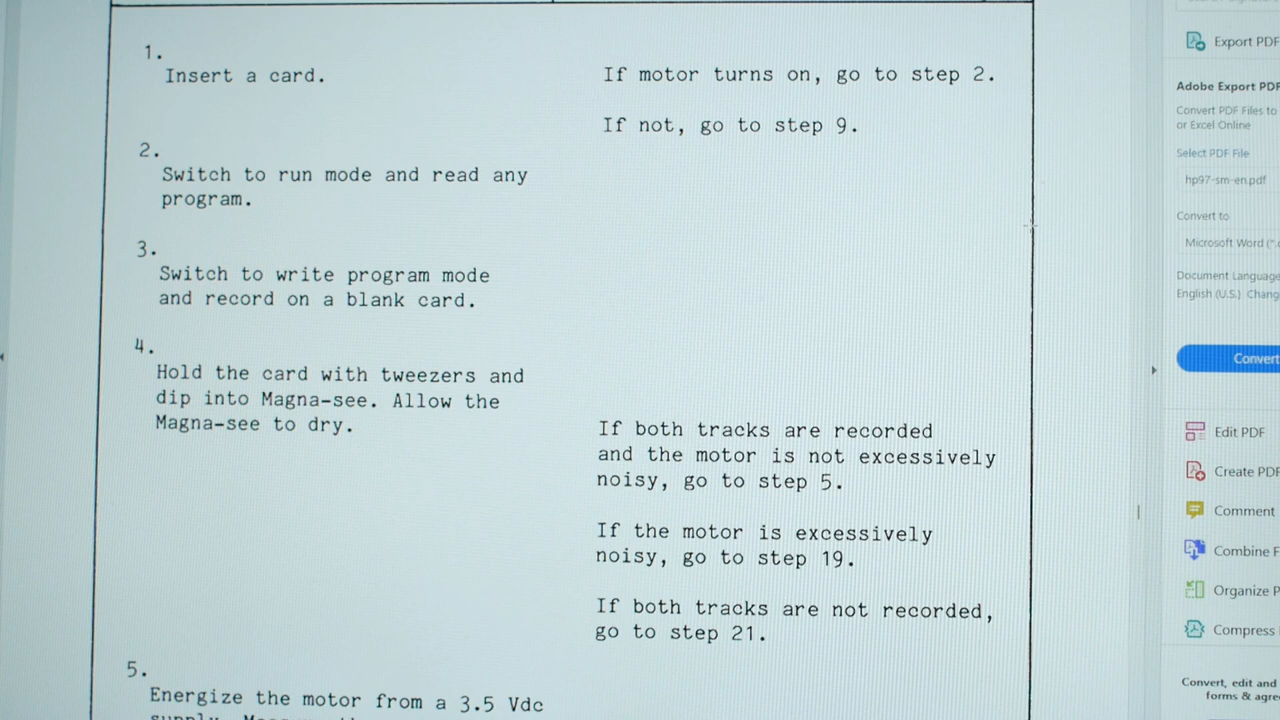 1.
Insert a card.
If motor turns on, go to step 2.
If not, go to step 9.
2.
Switch to run mode and read any
program.
3.
Switch to write program mode
and record on a blank card.
4.
Hold the card with tweezers and
dip into Magna-see. Allow the
Magna-see to dry.
If both tracks are recorded
and the motor is not excessively
noisy, go to step 5.
If the motor is excessively
noisy, go to step 19.
If both tracks are not recorded,
go to step 21.
5.
Energize the motor from a 3.5 Vdc
Export PDF
Adobe Export PDF
Convert PDF Files to
or Excel Online
Select PDF File
hp97-sm-en.pdf
Convert to
Microsoft Word (*.
Document Language
English (U.S.) Chang
Convert
Edit PDF
Create PDF
Comment
Combine F
Organize P
Compress
Convert, edit and
forms & agre